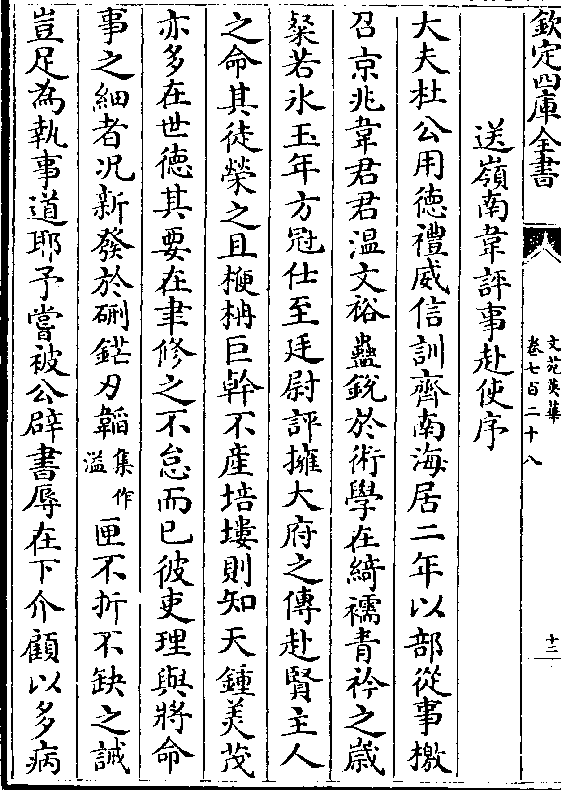 欽定四庫全書
文苑英華
卷七百二十八
十三
送嶺南韋評事赴使序
大夫杜公用徳禮威信訓齊南海居二年以部從事檄
召京兆韋君君温文裕蠱銳於術學在綺襦青衿之歳
粲若氷玉年方冠仕至廷尉評擁大府之傳赴賢主人
之命其徒榮之且楩柟巨幹不產培塿則知天鍾美茂
亦多在世徳其要在聿修之不怠而已彼吏理與將命
事之細者况新發於硎鋩刃韜集作溢匣不折不缺之誠
豈足為執事道耶予嘗被公辟書辱在下介顧以多病